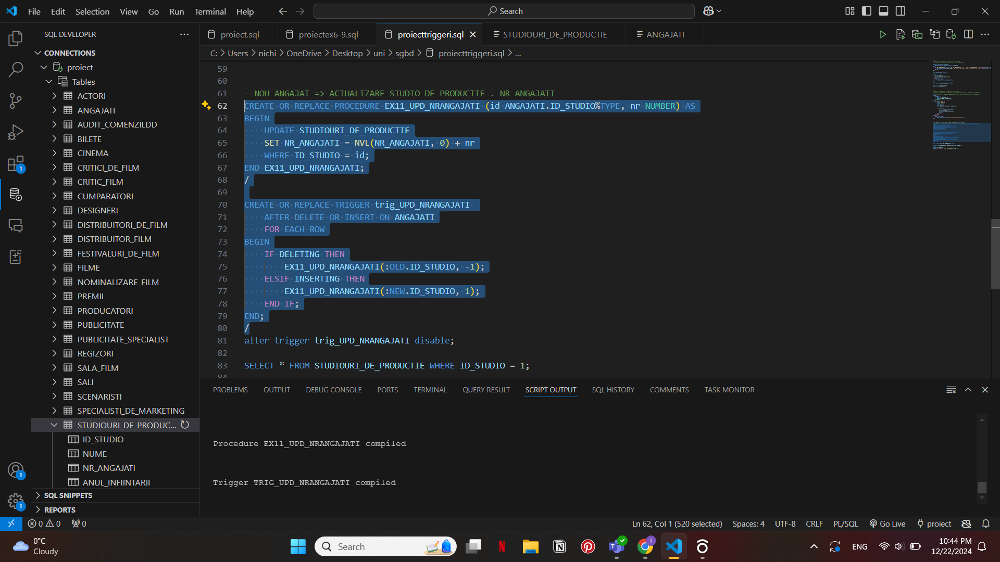 File Edit Selection View Go Run Terminal Help
Search
SQL DEVELOPER
CONNECTIONS
proiect
Tables
ACTORI
ANGAJATI
AUDIT_COMENZILDD
BILETE
CINEMA
CRITICI_DE_FILM
CRITIC_FILM
CUMPARATORI
DESIGNERI
DISTRIBUITORI_DE_FILM
DISTRIBUITOR_FILM
FESTIVALURI_DE_FILM
FILME
NOMINALIZARE_FILM
PREMII
PRODUCATORI
PUBLICITATE
PUBLICITATE_SPECIALIST
REGIZORI
SALA_FILM
SALI
SCENARISTI
SPECIALISTI_DE_MARKETING
STUDIOURI_DE_PRODUC...
ID_STUDIO
NUME
NR_ANGAJATI
ANUL_INFIINTARII
SQL SNIPPETS
REPORTS
1
1
1
proiect.sql proiectex6-9.sql proiecttriggeri.sql STUDIOURI_DE_PRODUCTIE ANGAJATI
C: > Users > nichi > OneDrive > Desktop > uni > sgbd > proiecttriggeri.sql > ...
59
60
61 --NOU ANGAJAT => ACTUALIZARE STUDIO DE PRODUCTIE . NR ANGAJATI
62 CREATE OR REPLACE PROCEDURE EX11_UPD_NRANGAJATI (id ANGAJATI.ID_STUDIO%TYPE, nr NUMBER) AS
63 BEGIN
64 UPDATE STUDIOURI_DE_PRODUCTIE
65 SET NR_ANGAJATI = NVL(NR_ANGAJATI, 0) + nr
66 WHERE ID_STUDIO = id;
67 END EX11_UPD_NRANGAJATI;
68 /
69
70 CREATE OR REPLACE TRIGGER trig_UPD_NRANGAJATI
71 AFTER DELETE OR INSERT ON ANGAJATI
72 FOR EACH ROW
73 BEGIN
74 IF DELETING THEN
75 EX11_UPD_NRANGAJATI(:OLD.ID_STUDIO, -1);
76 ELSIF INSERTING THEN
77 EX11_UPD_NRANGAJATI(:NEW.ID_STUDIO, 1);
78 END IF;
79 END;
80 /
81 alter trigger trig_UPD_NRANGAJATI disable;
82
83 SELECT * FROM STUDIOURI_DE_PRODUCTIE WHERE ID_STUDIO = 1;
84
PROBLEMS OUTPUT DEBUG CONSOLE PORTS TERMINAL QUERY RESULT SCRIPT OUTPUT SQL HISTORY COMMENTS TASK MONITOR
Procedure EX11_UPD_NRANGAJATI compiled
Trigger TRIG_UPD_NRANGAJATI compiled
0 0 0 Ln 62, Col 1 (520 selected) Spaces: 4 UTF-8 CRLF PL/SQL Go Live proiect
0°C
Cloudy
Search
ENG
10:44 PM
12/22/2024